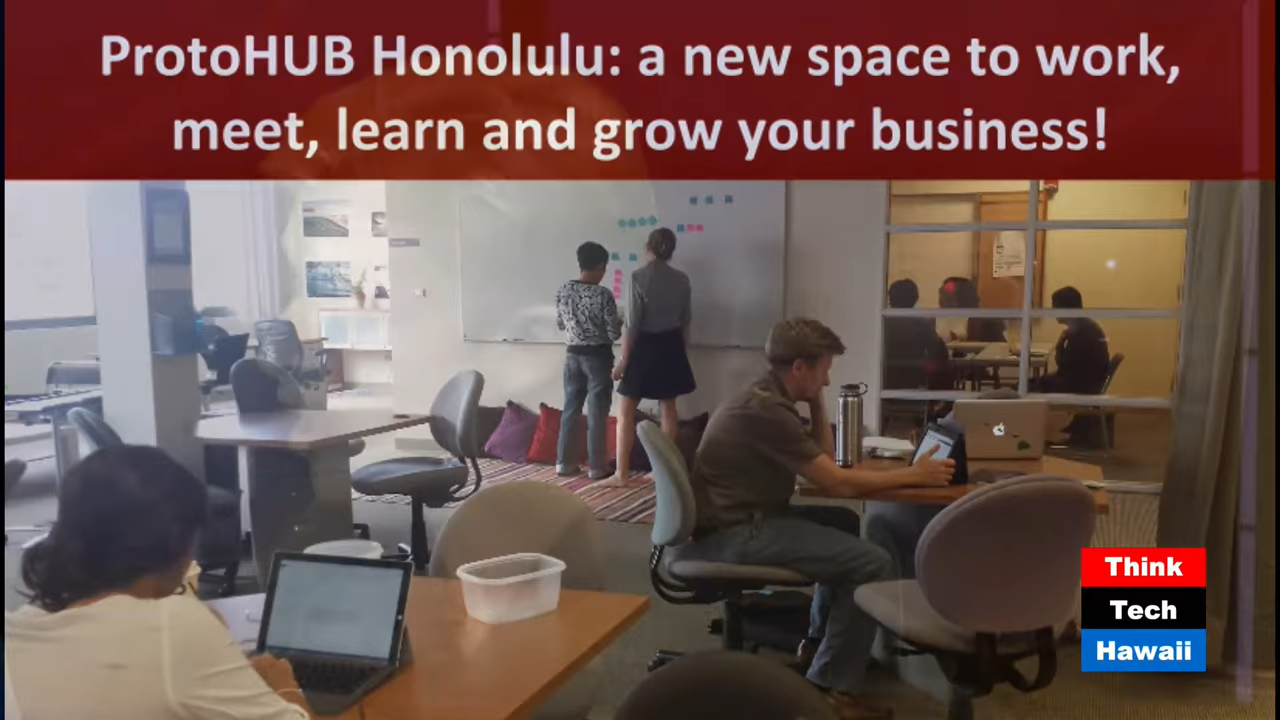 ProtoHUB Honolulu: a new space to work,
meet, learn and grow your business!
Think
Tech
Hawaii